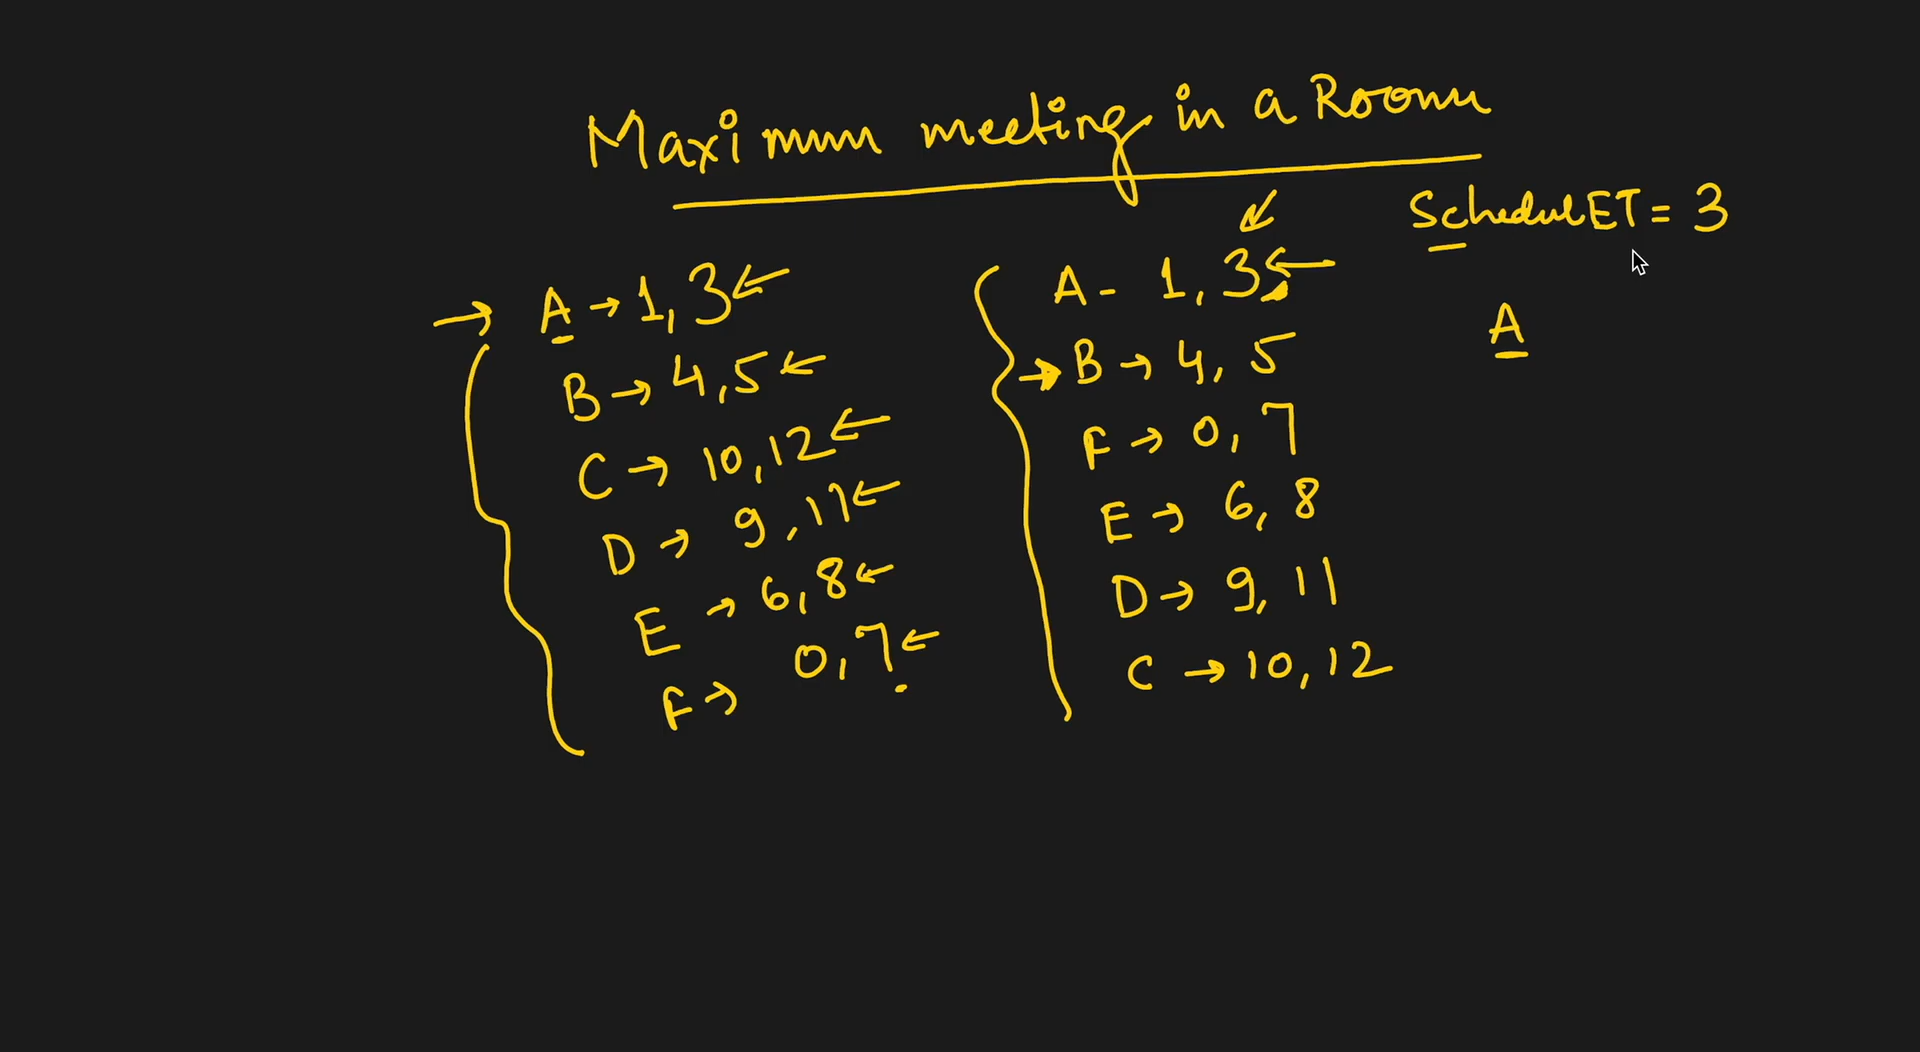 Maximum meeting in a Room
SchedulET = 3
A → 1, 3
B → 4, 5
C → 10, 12
D → 9, 11
E → 6, 8
F → 0, 7
A - 1, 3
B → 4, 5
F → 0, 7
E → 6, 8
D → 9, 11
C → 10, 12
A